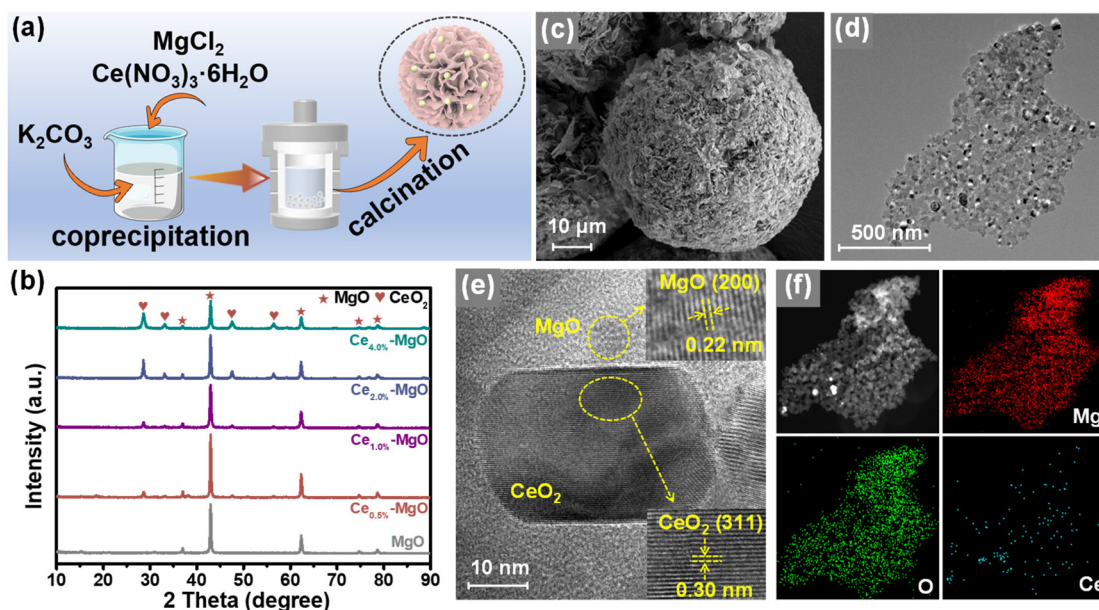 (a)
MgCl₂
Ce(NO₃)₃·6H₂O
K₂CO₃
coprecipitation
calcination
(b)
MgO CeO₂
Ce₄.₀%-MgO
Ce₂.₀%-MgO
Ce₁.₀%-MgO
Ce₀.₅%-MgO
MgO
Intensity (a.u.)
10 20 30 40 50 60 70 80 90
2 Theta (degree)
(c)
10 µm
(d)
500 nm
(e)
MgO (200)
MgO
0.22 nm
CeO₂
CeO₂ (311)
0.30 nm
10 nm
(f)
Mg
O
Ce